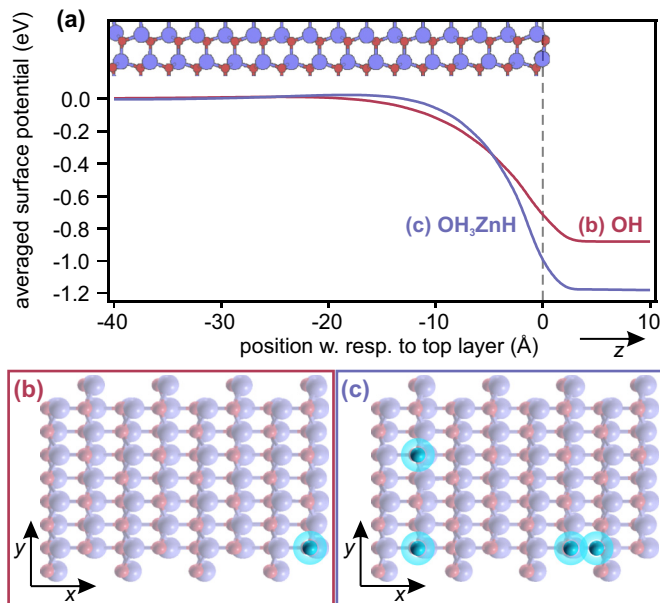 (a)
averaged surface potential (eV)
0.0
-0.2
-0.4
-0.6
-0.8
-1.0
-1.2
(c) OH₃ZnH
(b) OH
-40 -30 -20 -10 0 10
position w. resp. to top layer (Å)
z
(b)
y
x
(c)
y
x